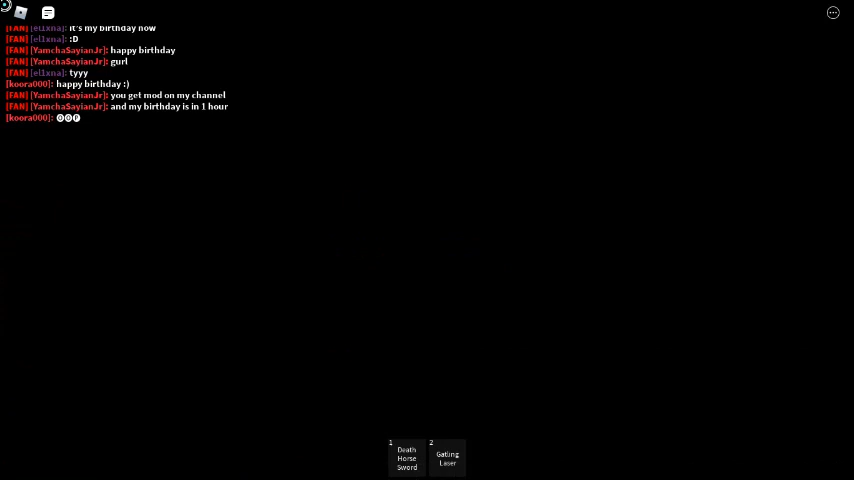 [FAN] [el1xna]: it's my birthday now
[FAN] [el1xna]: :D
[FAN] [YamchaSayianJr]: happy birthday
[FAN] [YamchaSayianJr]: gurl
[FAN] [el1xna]: tyyy
[koora000]: happy birthday :)
[FAN] [YamchaSayianJr]: you get mod on my channel
[FAN] [YamchaSayianJr]: and my birthday is in 1 hour
[koora000]: 🅞🅞🅟
1
Death
Horse
Sword
2
Gatling
Laser